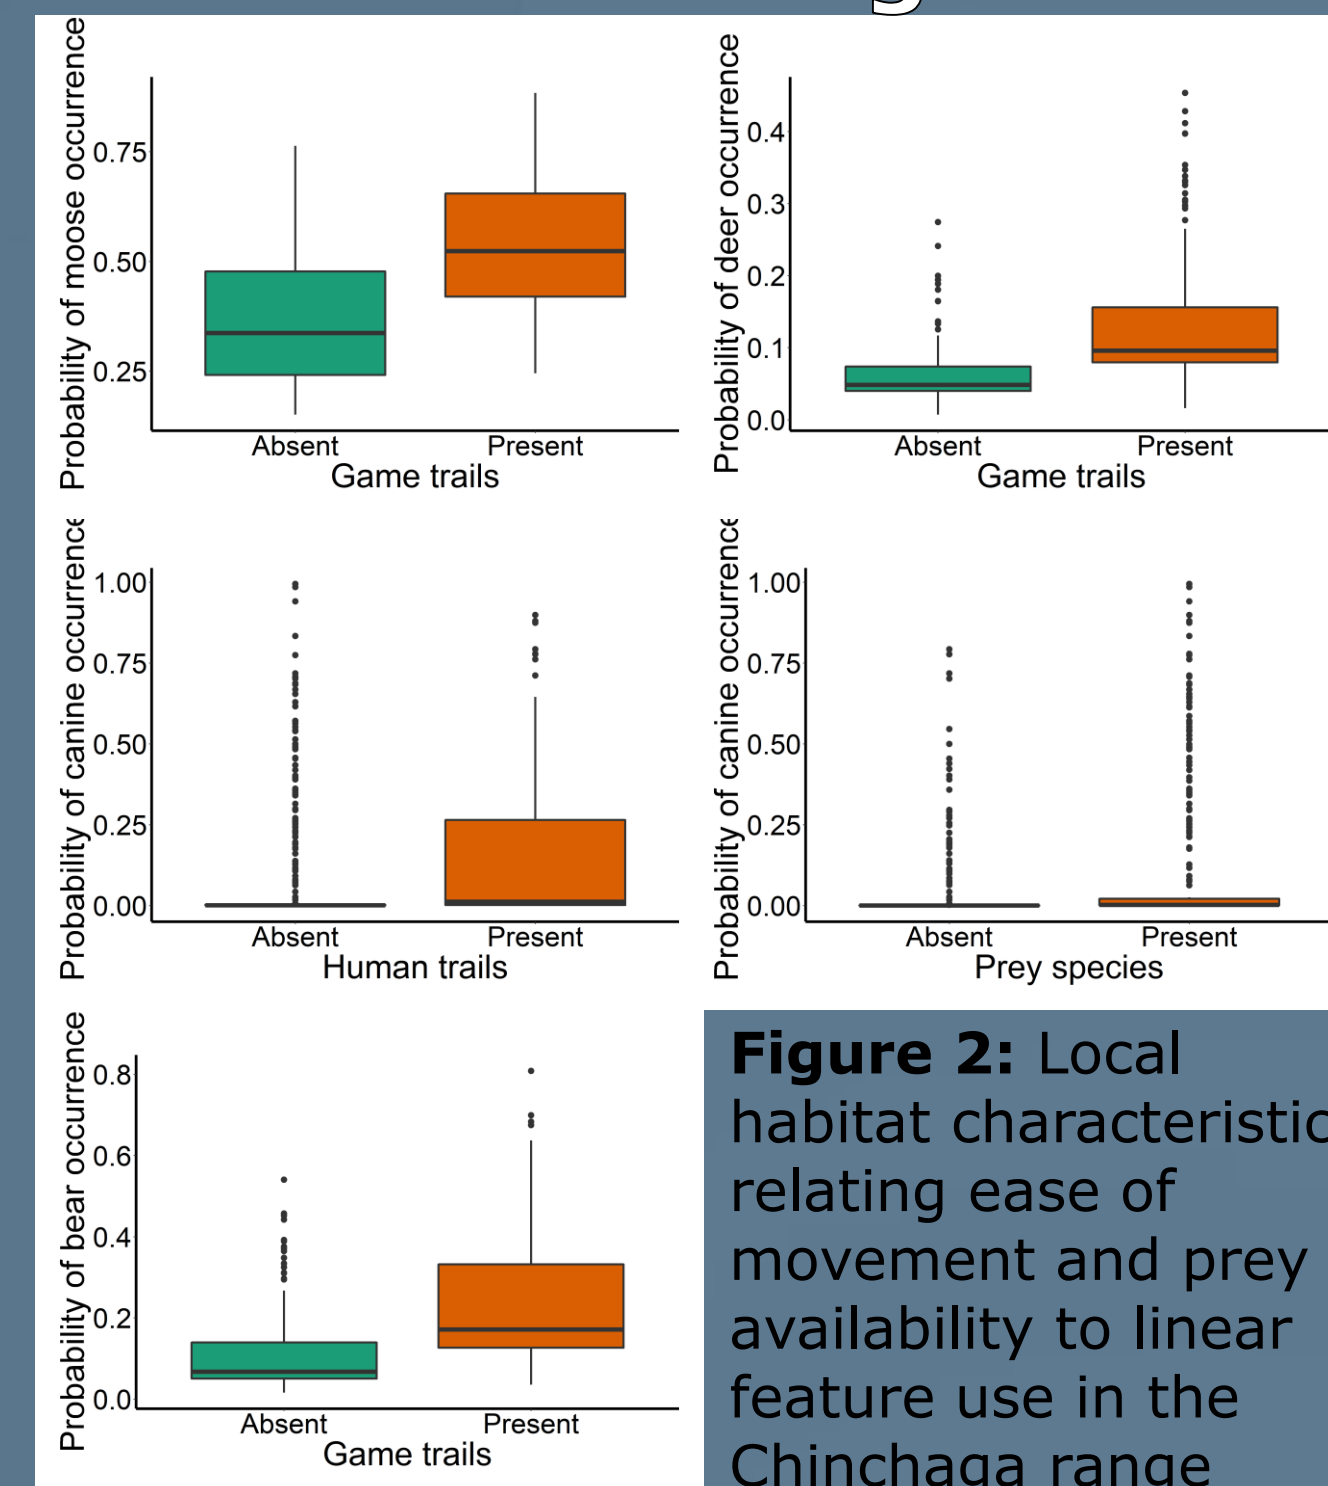 Probability of moose occurrence
0.75
0.50
0.25
Absent Present
Game trails
Probability of deer occurrence
0.4
0.3
0.2
0.1
0.0
Absent Present
Game trails
Probability of canine occurrence
1.00
0.75
0.50
0.25
0.00
Absent Present
Human trails
Probability of canine occurrence
1.00
0.75
0.50
0.25
0.00
Absent Present
Prey species
Probability of bear occurrence
0.8
0.6
0.4
0.2
0.0
Absent Present
Game trails
Figure 2: Local
habitat characteristic
relating ease of
movement and prey
availability to linear
feature use in the
Chinchaga range